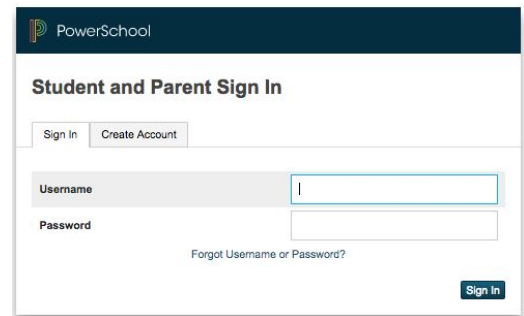 PowerSchool
Student and Parent Sign In
Sign In
Create Account
Username
Password
Forgot Username or Password?
Sign In